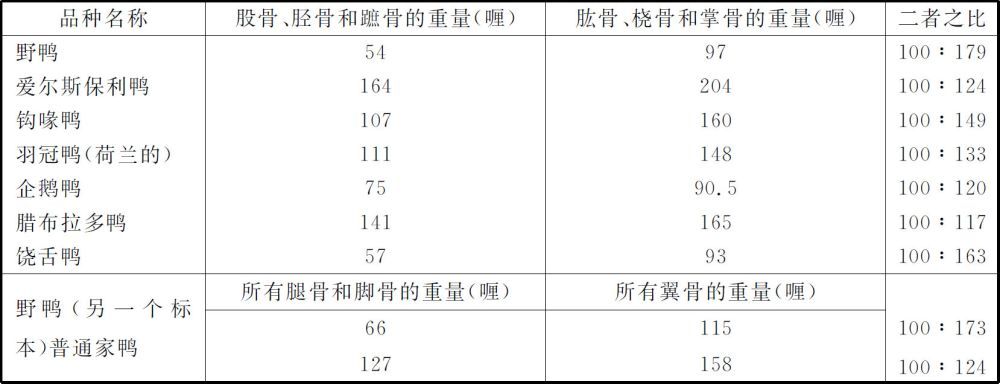 品种名称 股骨、胫骨和蹠骨的重量(喱) 肱骨、桡骨和掌骨的重量(喱) 二者之比
野鸭 54 97 100∶179
爱尔斯保利鸭 164 204 100∶124
钩喙鸭 107 160 100∶149
羽冠鸭(荷兰的) 111 148 100∶133
企鹅鸭 75 90.5 100∶120
腊布拉多鸭 141 165 100∶117
饶舌鸭 57 93 100∶163
所有腿骨和脚骨的重量(喱) 所有翼骨的重量(喱)
野鸭(另一个标 66 115 100∶173
本)普通家鸭 127 158 100∶124